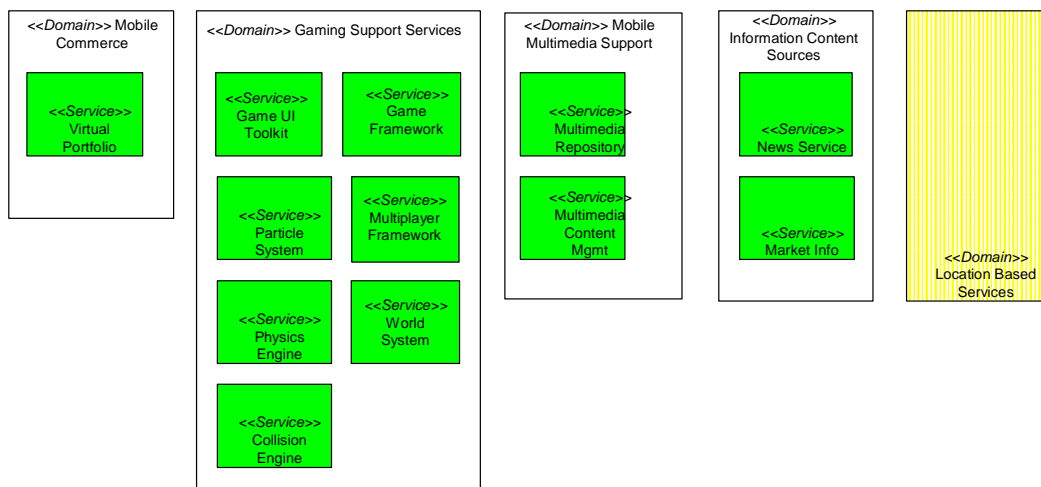 <<Domain>> Mobile
Commerce
<<Service>>
Virtual
Portfolio
<<Domain>> Gaming Support Services
<<Service>>
Game UI
Toolkit
<<Service>>
Game
Framework
<<Service>>
Particle
System
<<Service>>
Multiplayer
Framework
<<Service>>
Physics
Engine
<<Service>>
World
System
<<Service>>
Collision
Engine
<<Domain>> Mobile
Multimedia Support
<<Service>>
Multimedia
Repository
<<Service>>
Multimedia
Content
Mgmt
<<Domain>>
Information Content
Sources
<<Service>>
News Service
<<Service>>
Market Info
<<Domain>>
Location Based
Services